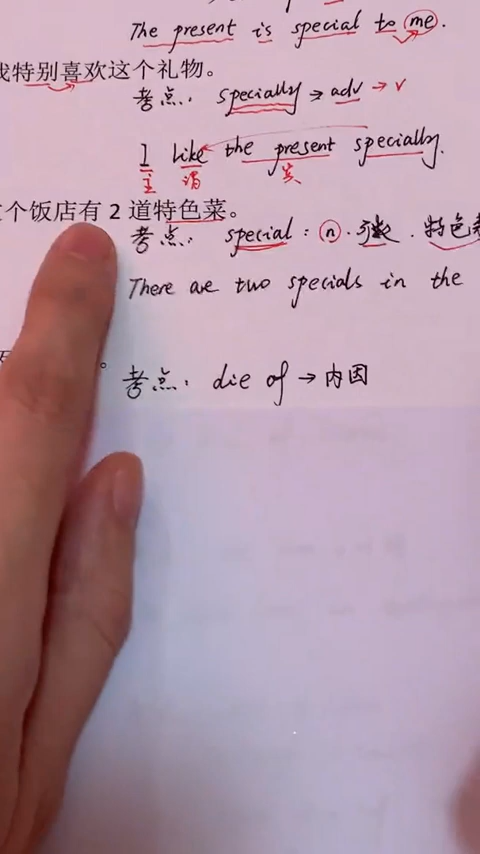 The present is special to me.
我特别喜欢这个礼物。
考点: specially → adv → v
I like the present specially.
主 谓 宾
个饭店有 2 道特色菜。
考点: special: n. 可数. 特色
There are two specials in the
考点: die of → 内因